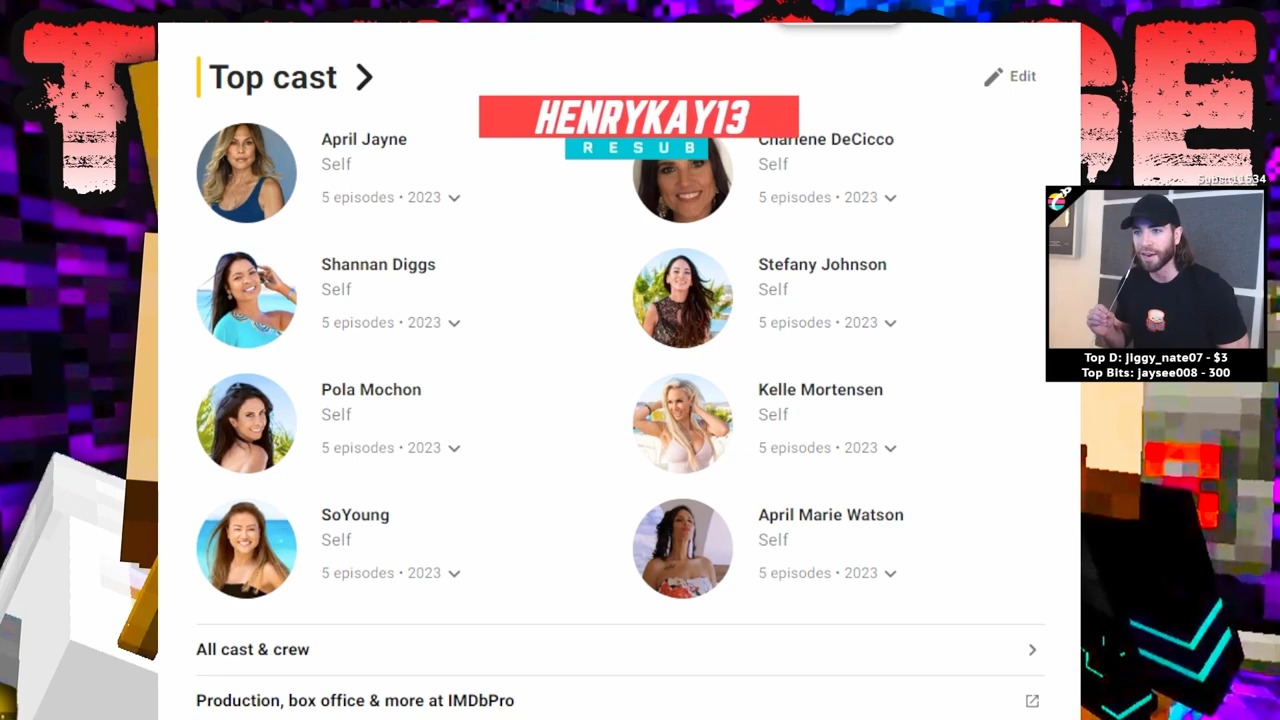 Top cast
Edit
HENRYKAY13
RESUB
April Jayne
Self
5 episodes • 2023
Charlene DeCicco
Self
5 episodes • 2023
Shannan Diggs
Self
5 episodes • 2023
Stefany Johnson
Self
5 episodes • 2023
Pola Mochon
Self
5 episodes • 2023
Kelle Mortensen
Self
5 episodes • 2023
SoYoung
Self
5 episodes • 2023
April Marie Watson
Self
5 episodes • 2023
All cast & crew
Production, box office & more at IMDbPro
Top D: jiggy_nate07 - $3
Top Bits: jaysee008 - 300